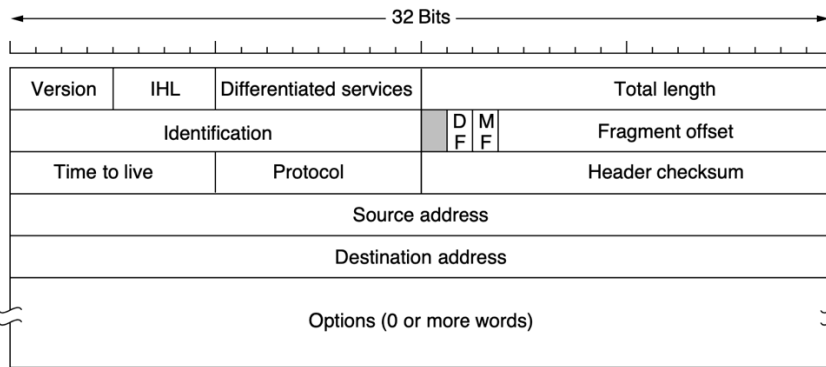 32 Bits
Version IHL Differentiated services Total length
Identification D F M F Fragment offset
Time to live Protocol Header checksum
Source address
Destination address
Options (0 or more words)